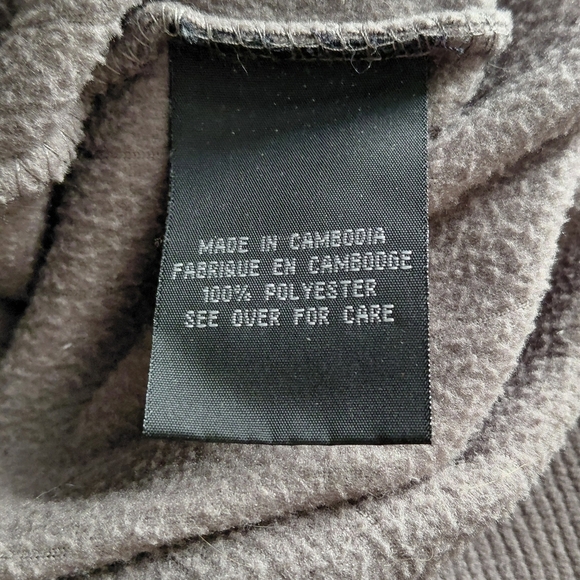 MADE IN CAMBODIA
FABRIQUE EN CAMBODGE
100% POLYESTER
SEE OVER FOR CARE